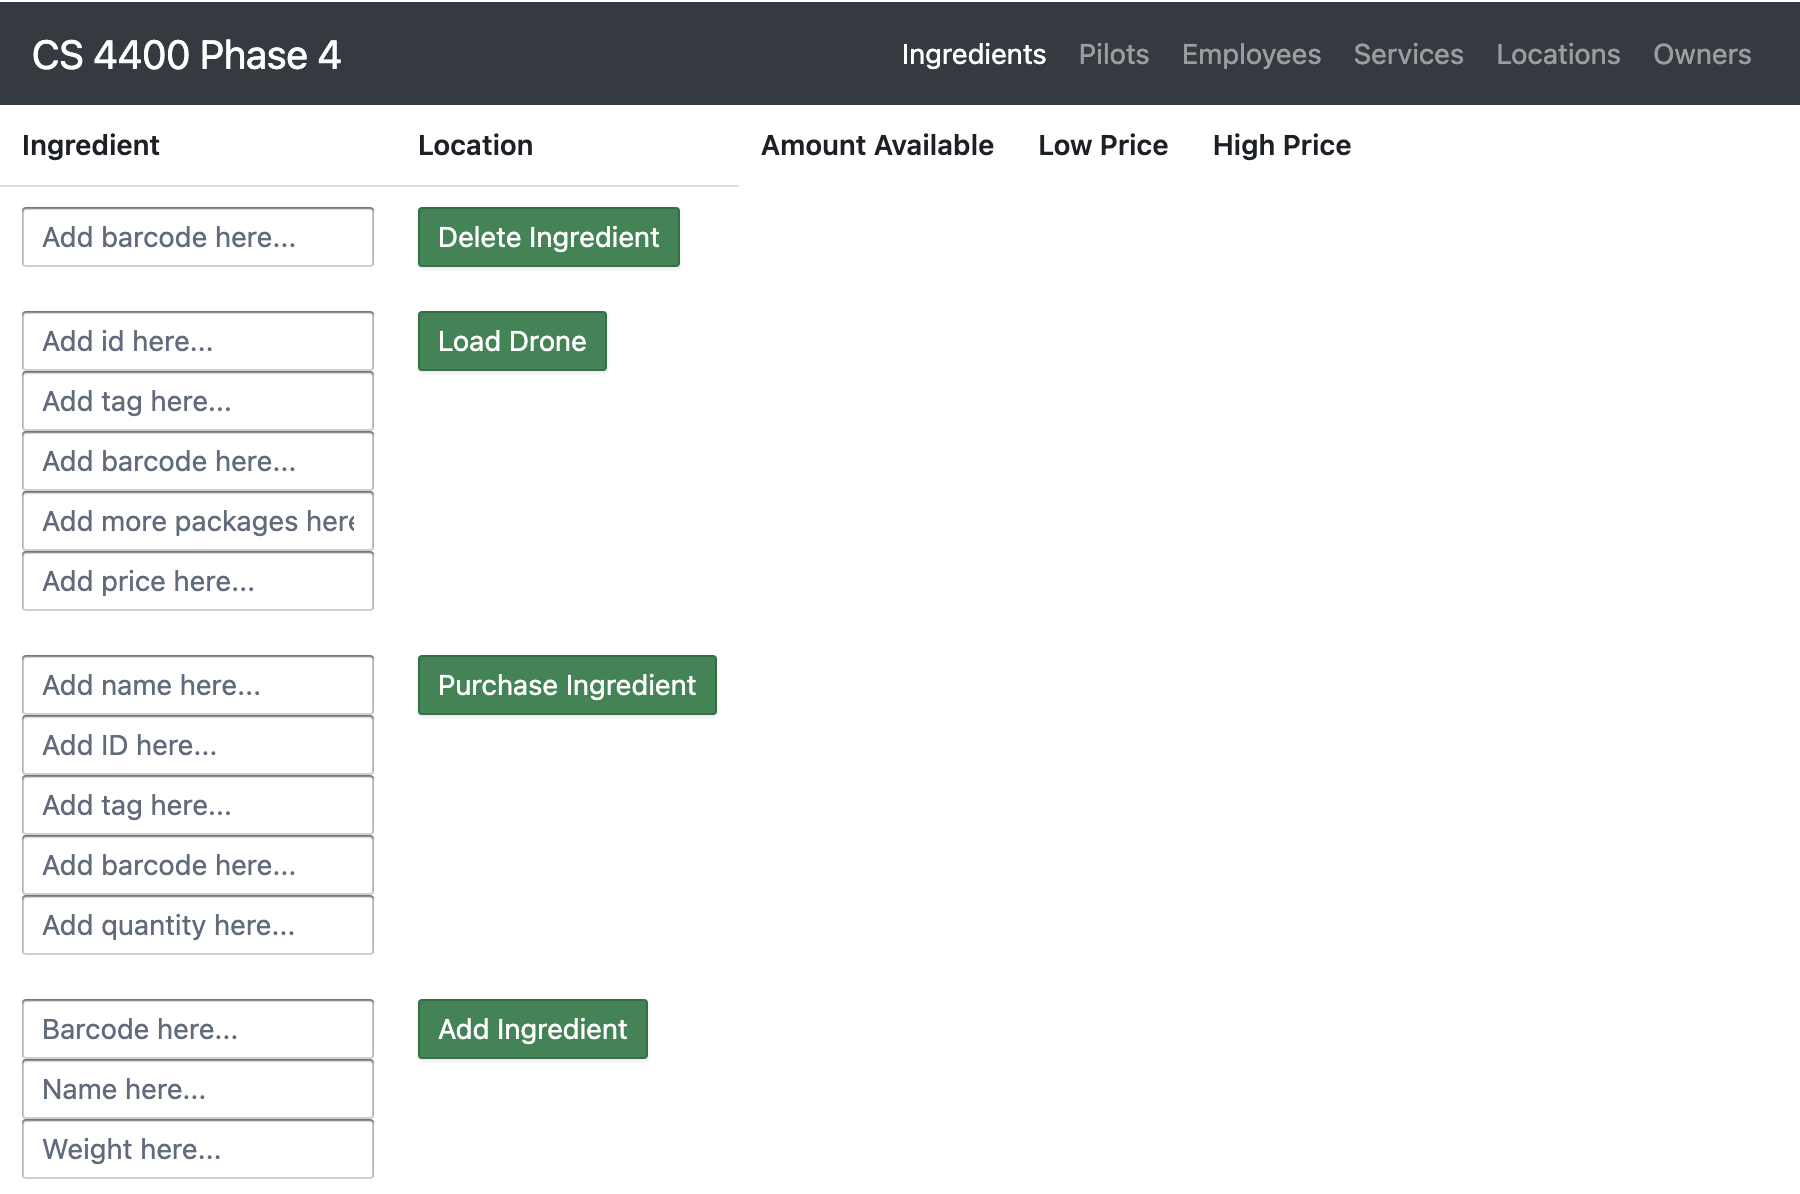 CS 4400 Phase 4 Ingredients Pilots Employees Services Locations Owners
Ingredient Location Amount Available Low Price High Price
Add barcode here... Delete Ingredient
Add id here... Load Drone
Add tag here...
Add barcode here...
Add more packages here
Add price here...
Add name here... Purchase Ingredient
Add ID here...
Add tag here...
Add barcode here...
Add quantity here...
Barcode here... Add Ingredient
Name here...
Weight here...